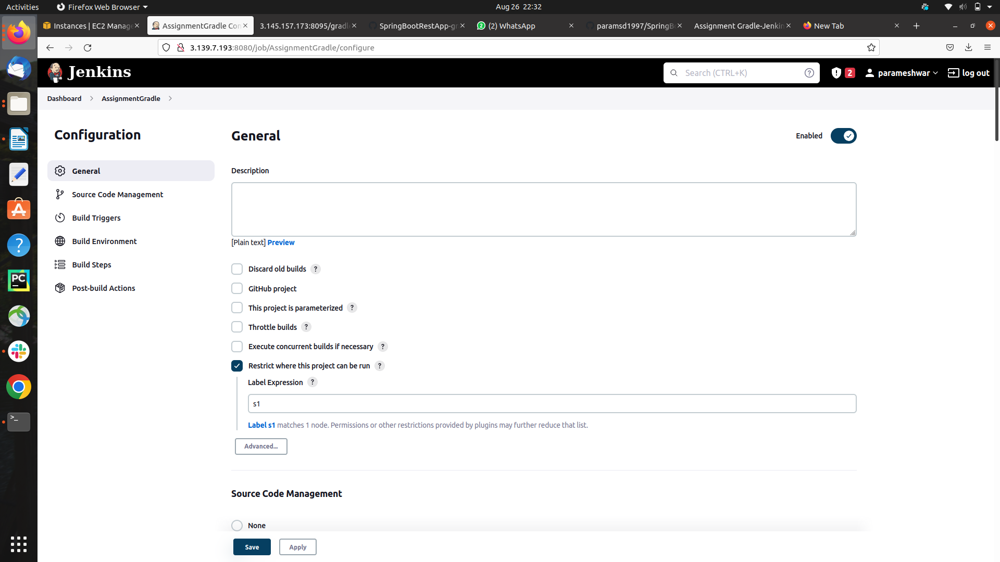 Activities Firefox Web Browser Aug 26 22:32
Instances | EC2 Manage AssignmentGradle Con 3.145.157.173:8095/gradl SpringBootRestApp-gr (2) WhatsApp paramsd1997/SpringB Assignment Gradle-Jenkin New Tab
3.139.7.193:8080/job/AssignmentGradle/configure
Jenkins Search (CTRL+K) ? 2 parameshwar log out
Dashboard AssignmentGradle
Configuration
General
Source Code Management
Build Triggers
Build Environment
Build Steps
Post-build Actions
General Enabled
Description
[Plain text] Preview
Discard old builds ?
GitHub project
This project is parameterized ?
Throttle builds ?
Execute concurrent builds if necessary ?
Restrict where this project can be run ?
Label Expression ?
s1
Label s1 matches 1 node. Permissions or other restrictions provided by plugins may further reduce that list.
Advanced...
Source Code Management
None
Save Apply
?
PC
>_